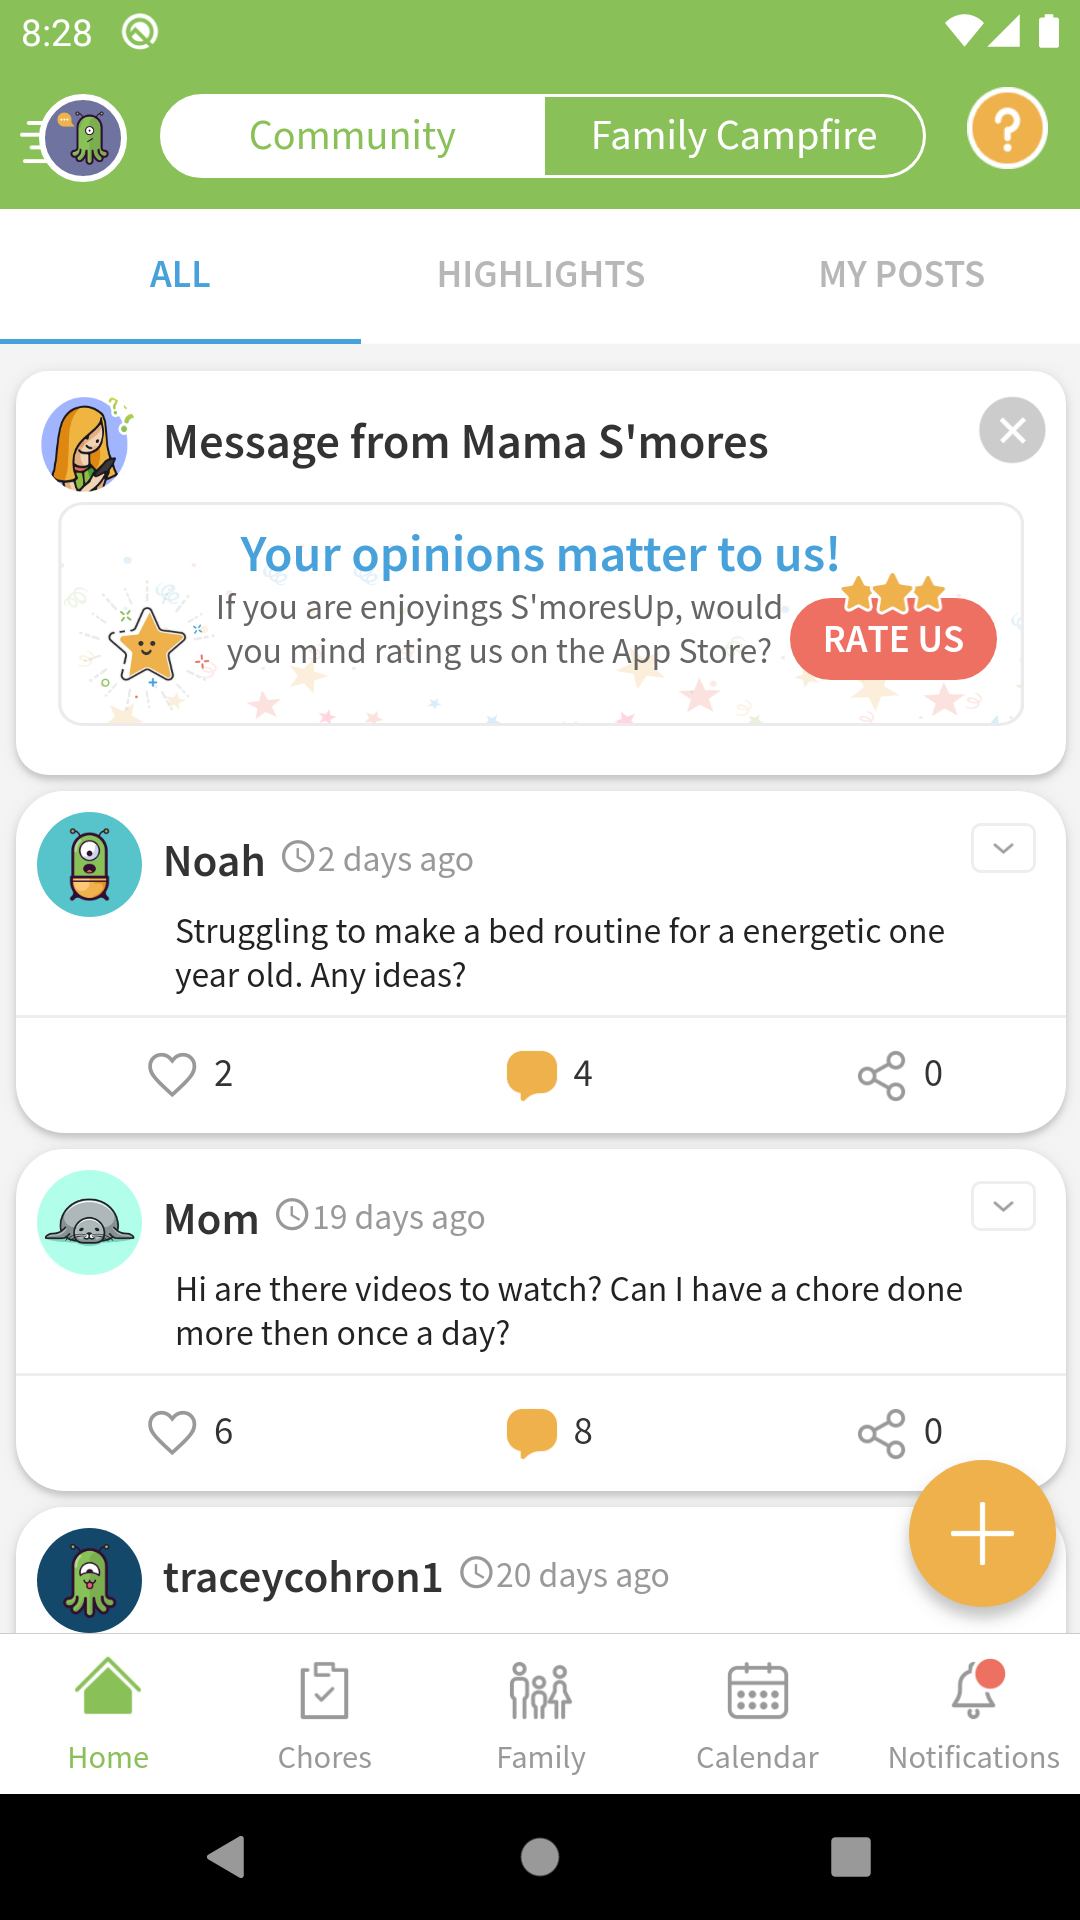 8:28
Community
Family Campfire
?
ALL
HIGHLIGHTS
MY POSTS
Message from Mama S'mores
Your opinions matter to us!
If you are enjoyings S'moresUp, would
you mind rating us on the App Store?
RATE US
Noah
2 days ago
Struggling to make a bed routine for a energetic one
year old. Any ideas?
2
4
0
Mom
19 days ago
Hi are there videos to watch? Can I have a chore done
more then once a day?
6
8
0
traceycohron1
20 days ago
Home
Chores
Family
Calendar
Notifications